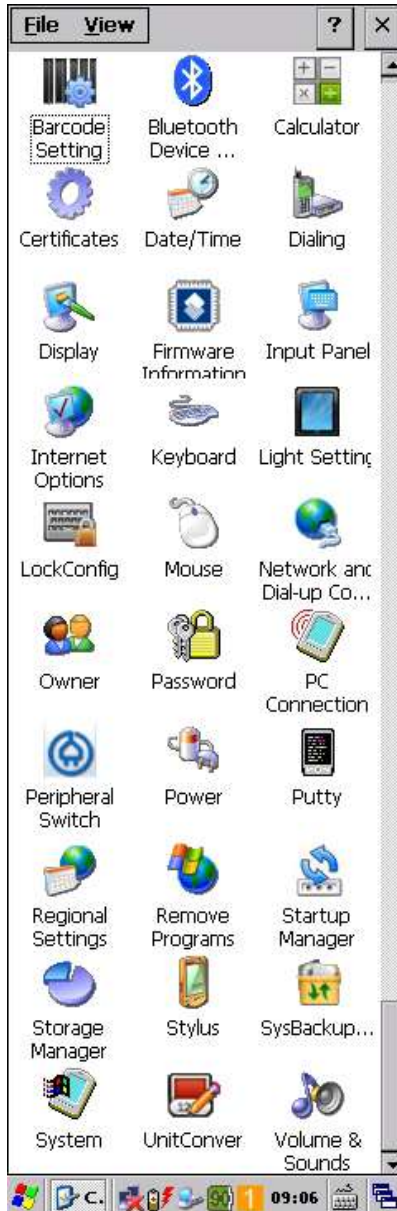 File View ?
Barcode Setting
Bluetooth Device ...
Calculator
Certificates
Date/Time
Dialing
Display
Firmware Information
Input Panel
Internet Options
Keyboard
Light Setting
LockConfig
Mouse
Network and Dial-up Co...
Owner
Password
PC Connection
Peripheral Switch
Power
Putty
Regional Settings
Remove Programs
Startup Manager
Storage Manager
Stylus
SysBackup...
System
UnitConver
Volume & Sounds
C. 90 1 09:06